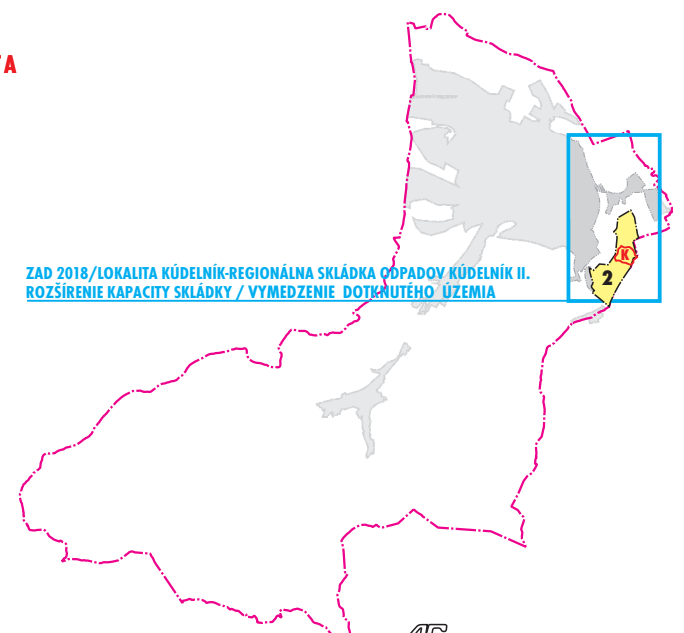 ZAD 2018/LOKALITA KÚDELNÍK-REGIONÁLNA SKLÁDKA ODPADOV KÚDELNÍK II.
ROZŠÍRENIE KAPACITY SKLÁDKY / VYMEDZENIE DOTKNUTÉHO ÚZEMIA
K
2